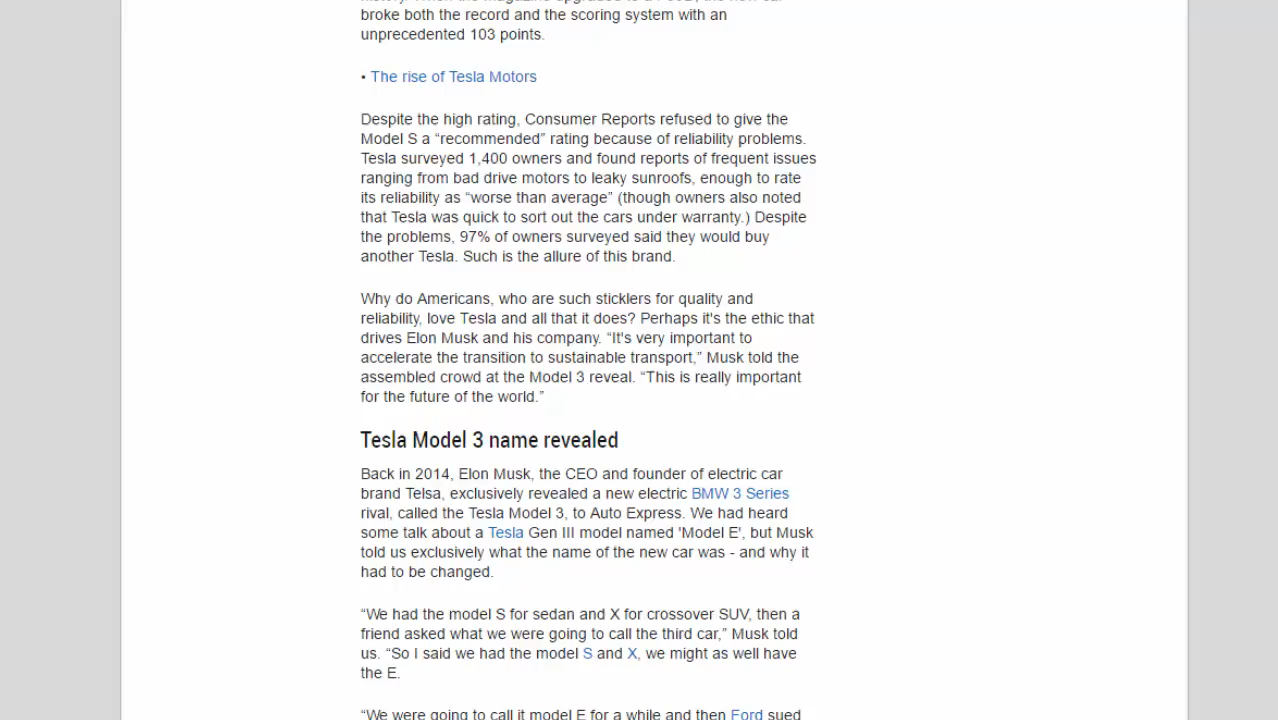 broke both the record and the scoring system with an
unprecedented 103 points.
• The rise of Tesla Motors
Despite the high rating, Consumer Reports refused to give the
Model S a “recommended” rating because of reliability problems.
Tesla surveyed 1,400 owners and found reports of frequent issues
ranging from bad drive motors to leaky sunroofs, enough to rate
its reliability as “worse than average” (though owners also noted
that Tesla was quick to sort out the cars under warranty.) Despite
the problems, 97% of owners surveyed said they would buy
another Tesla. Such is the allure of this brand.
Why do Americans, who are such sticklers for quality and
reliability, love Tesla and all that it does? Perhaps it's the ethic that
drives Elon Musk and his company. “It's very important to
accelerate the transition to sustainable transport,” Musk told the
assembled crowd at the Model 3 reveal. “This is really important
for the future of the world.”
Tesla Model 3 name revealed
Back in 2014, Elon Musk, the CEO and founder of electric car
brand Telsa, exclusively revealed a new electric BMW 3 Series
rival, called the Tesla Model 3, to Auto Express. We had heard
some talk about a Tesla Gen III model named 'Model E', but Musk
told us exclusively what the name of the new car was - and why it
had to be changed.
“We had the model S for sedan and X for crossover SUV, then a
friend asked what we were going to call the third car,” Musk told
us. “So I said we had the model S and X, we might as well have
the E.
“We were going to call it model E for a while and then Ford sued